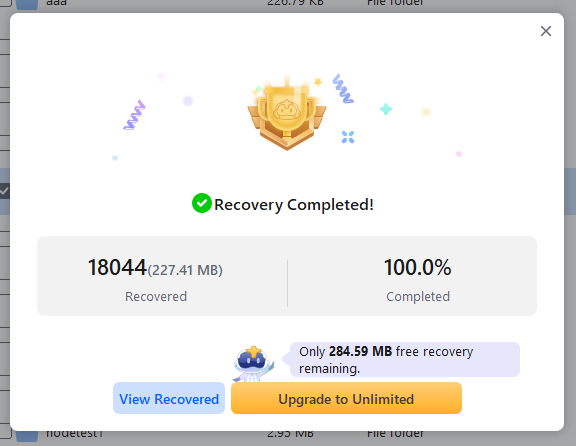 aaa 226.79 KB File folder
Recovery Completed!
18044(227.41 MB) 100.0%
Recovered Completed
Only 284.59 MB free recovery
remaining.
View Recovered Upgrade to Unlimited
nodetest1 2.95 MB File folder